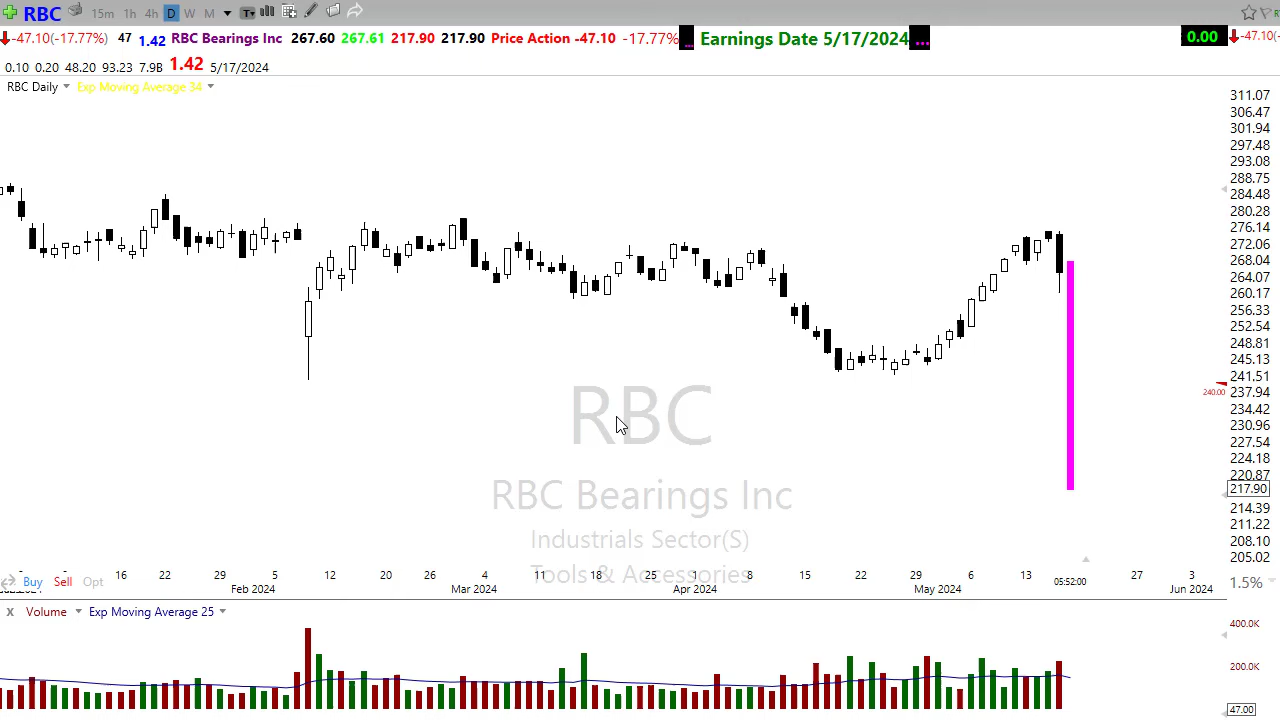 RBC 15m 1h 4h D W M T
-47.10(-17.77%) 47 1.42 RBC Bearings Inc 267.60 267.61 217.90 217.90 Price Action -47.10 -17.77% ... Earnings Date 5/17/2024 ... 0.00 -47.10(-
0.10 0.20 48.20 93.23 7.9B 1.42 5/17/2024
RBC Daily Exp Moving Average 34
311.07
306.47
301.94
297.48
293.08
288.75
284.48
280.28
276.14
272.06
268.04
264.07
260.17
256.33
252.54
248.81
245.13
241.51
240.00
237.94
234.42
230.96
227.54
224.18
220.87
217.90
214.39
211.22
208.10
205.02
RBC
RBC Bearings Inc
Industrials Sector(S)
Tools & Accessories
Buy Sell Opt
16 22 29 5 12 20 26 4 11 18 25 1 8 15 22 29 6 13 05:52:00 27 3
Feb 2024 Mar 2024 Apr 2024 May 2024 Jun 2024
1.5%
X Volume Exp Moving Average 25
400.0K
200.0K
47.00